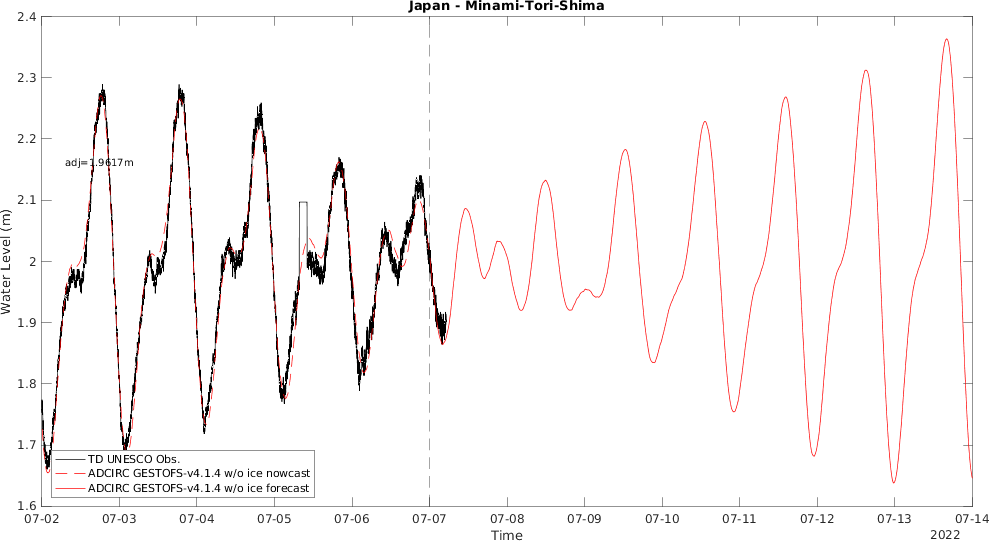 Japan - Minami-Tori-Shima
2.4
2.3
2.2
2.1
2
1.9
1.8
1.7
1.6
Water Level (m)
adj=1.9617m
TD UNESCO Obs.
ADCIRC GESTOFS-v4.1.4 w/o ice nowcast
ADCIRC GESTOFS-v4.1.4 w/o ice forecast
07-02 07-03 07-04 07-05 07-06 07-07 07-08 07-09 07-10 07-11 07-12 07-13 07-14
Time
2022